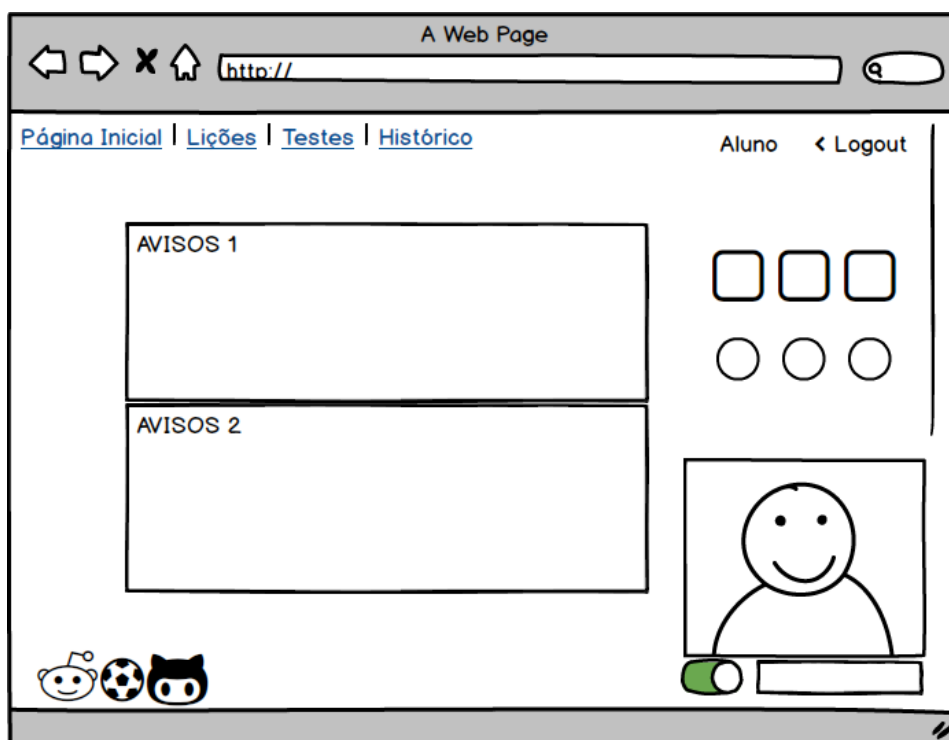 A Web Page
http://
Página Inicial | Lições | Testes | Histórico
Aluno < Logout
AVISOS 1
AVISOS 2